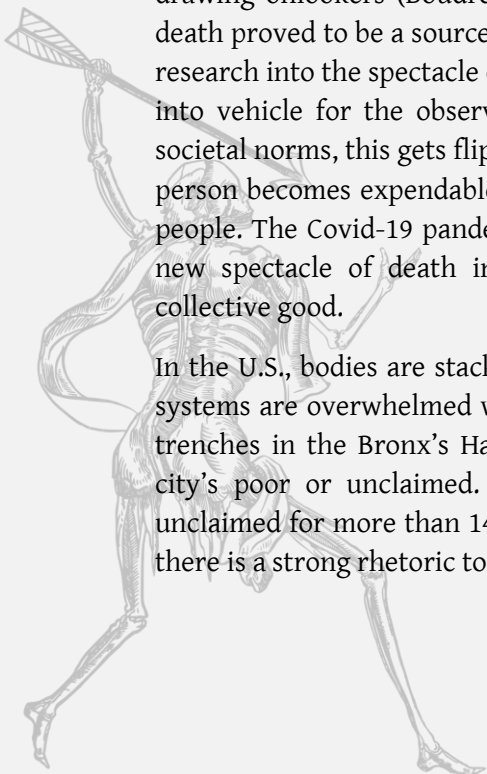 death proved to be a source
research into the spectacle
into vehicle for the observ
societal norms, this gets flip
person becomes expendable
people. The Covid-19 pande
new spectacle of death in
collective good.
In the U.S., bodies are stack
systems are overwhelmed w
trenches in the Bronx’s Ha
city’s poor or unclaimed.
unclaimed for more than 14
there is a strong rhetoric to